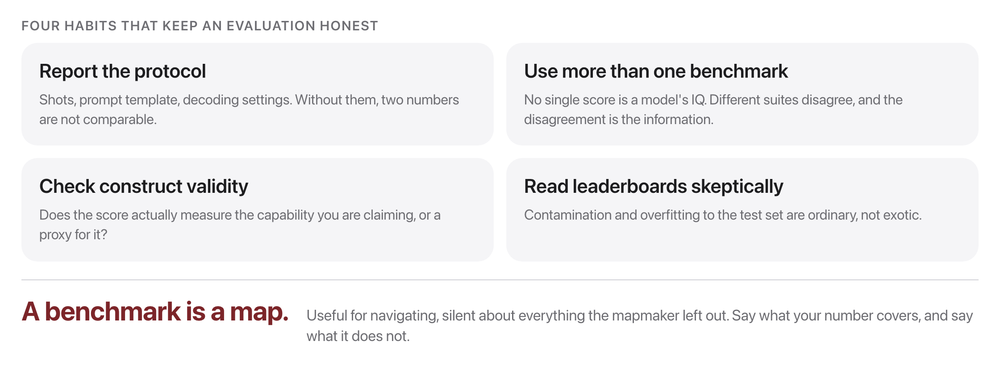 FOUR HABITS THAT KEEP AN EVALUATION HONEST
Report the protocol
Shots, prompt template, decoding settings. Without them, two numbers
are not comparable.
Use more than one benchmark
No single score is a model's IQ. Different suites disagree, and the
disagreement is the information.
Check construct validity
Does the score actually measure the capability you are claiming, or a
proxy for it?
Read leaderboards skeptically
Contamination and overfitting to the test set are ordinary, not exotic.
A benchmark is a map.
Useful for navigating, silent about everything the mapmaker left out. Say what your number covers, and say
what it does not.